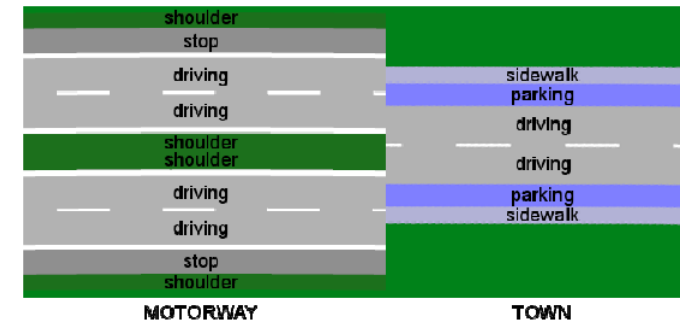 shoulder
stop
driving
driving
shoulder
shoulder
driving
driving
stop
shoulder
MOTORWAY
sidewalk
parking
driving
driving
parking
sidewalk
TOWN